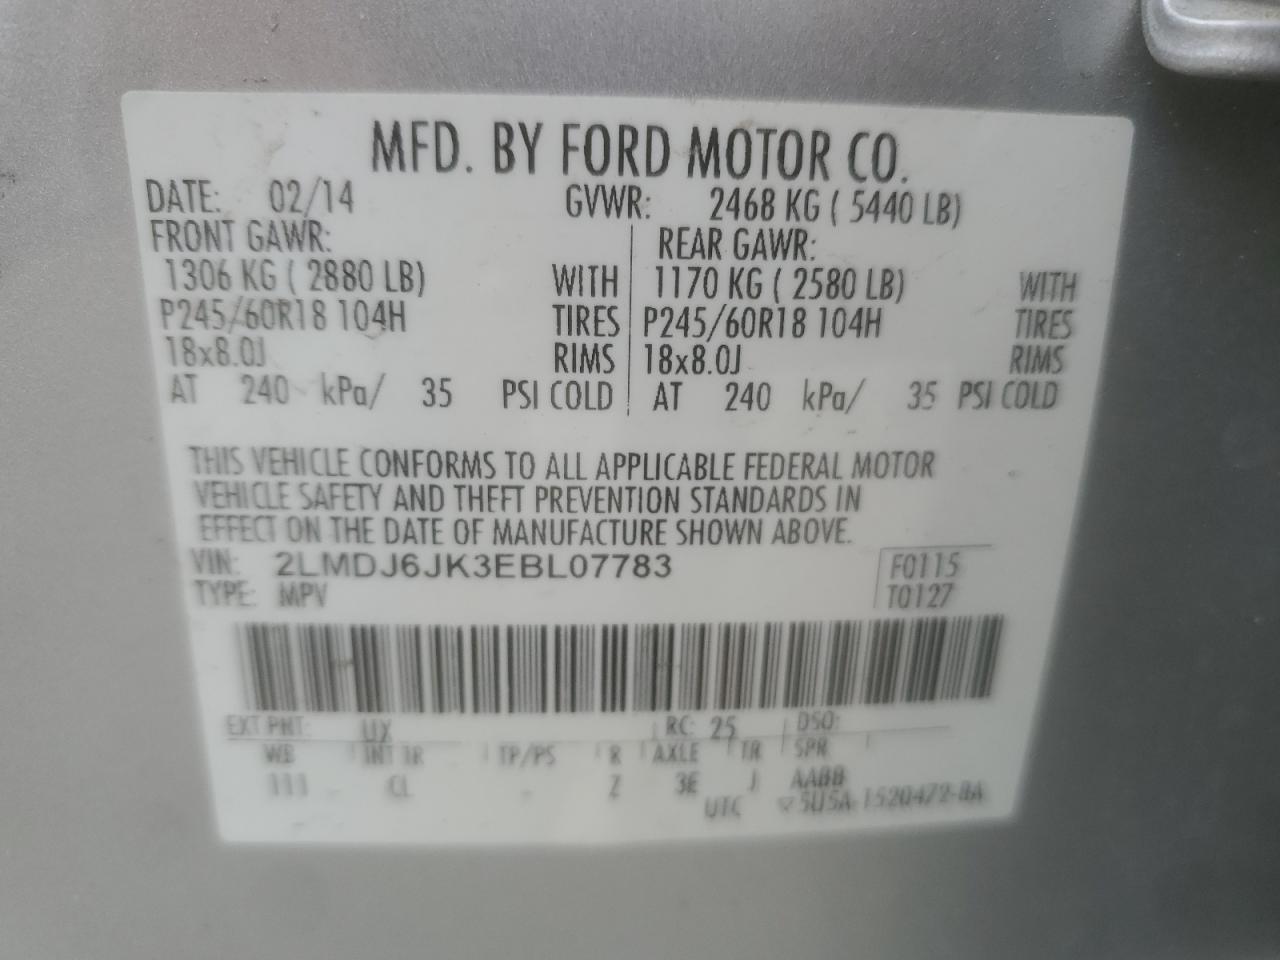 MFD. BY FORD MOTOR CO.
DATE: 02/14 GVWR: 2468 KG ( 5440 LB)
FRONT GAWR: REAR GAWR:
1306 KG ( 2880 LB) WITH 1170 KG ( 2580 LB) WITH
P245/60R18 104H TIRES P245/60R18 104H TIRES
18x8.0J RIMS 18x8.0J RIMS
AT 240 kPa/ 35 PSI COLD AT 240 kPa/ 35 PSI COLD
THIS VEHICLE CONFORMS TO ALL APPLICABLE FEDERAL MOTOR
VEHICLE SAFETY AND THEFT PREVENTION STANDARDS IN
EFFECT ON THE DATE OF MANUFACTURE SHOWN ABOVE.
VIN: 2LMDJ6JK3EBL07783 F0115
TYPE: MPV T0127
EXT PNT: UX RC: 25 DSO:
WB INT TR TP/PS R AXLE TR SPR
111 CL - Z 3E J AABB
UTC 5U5A-1520472-BA